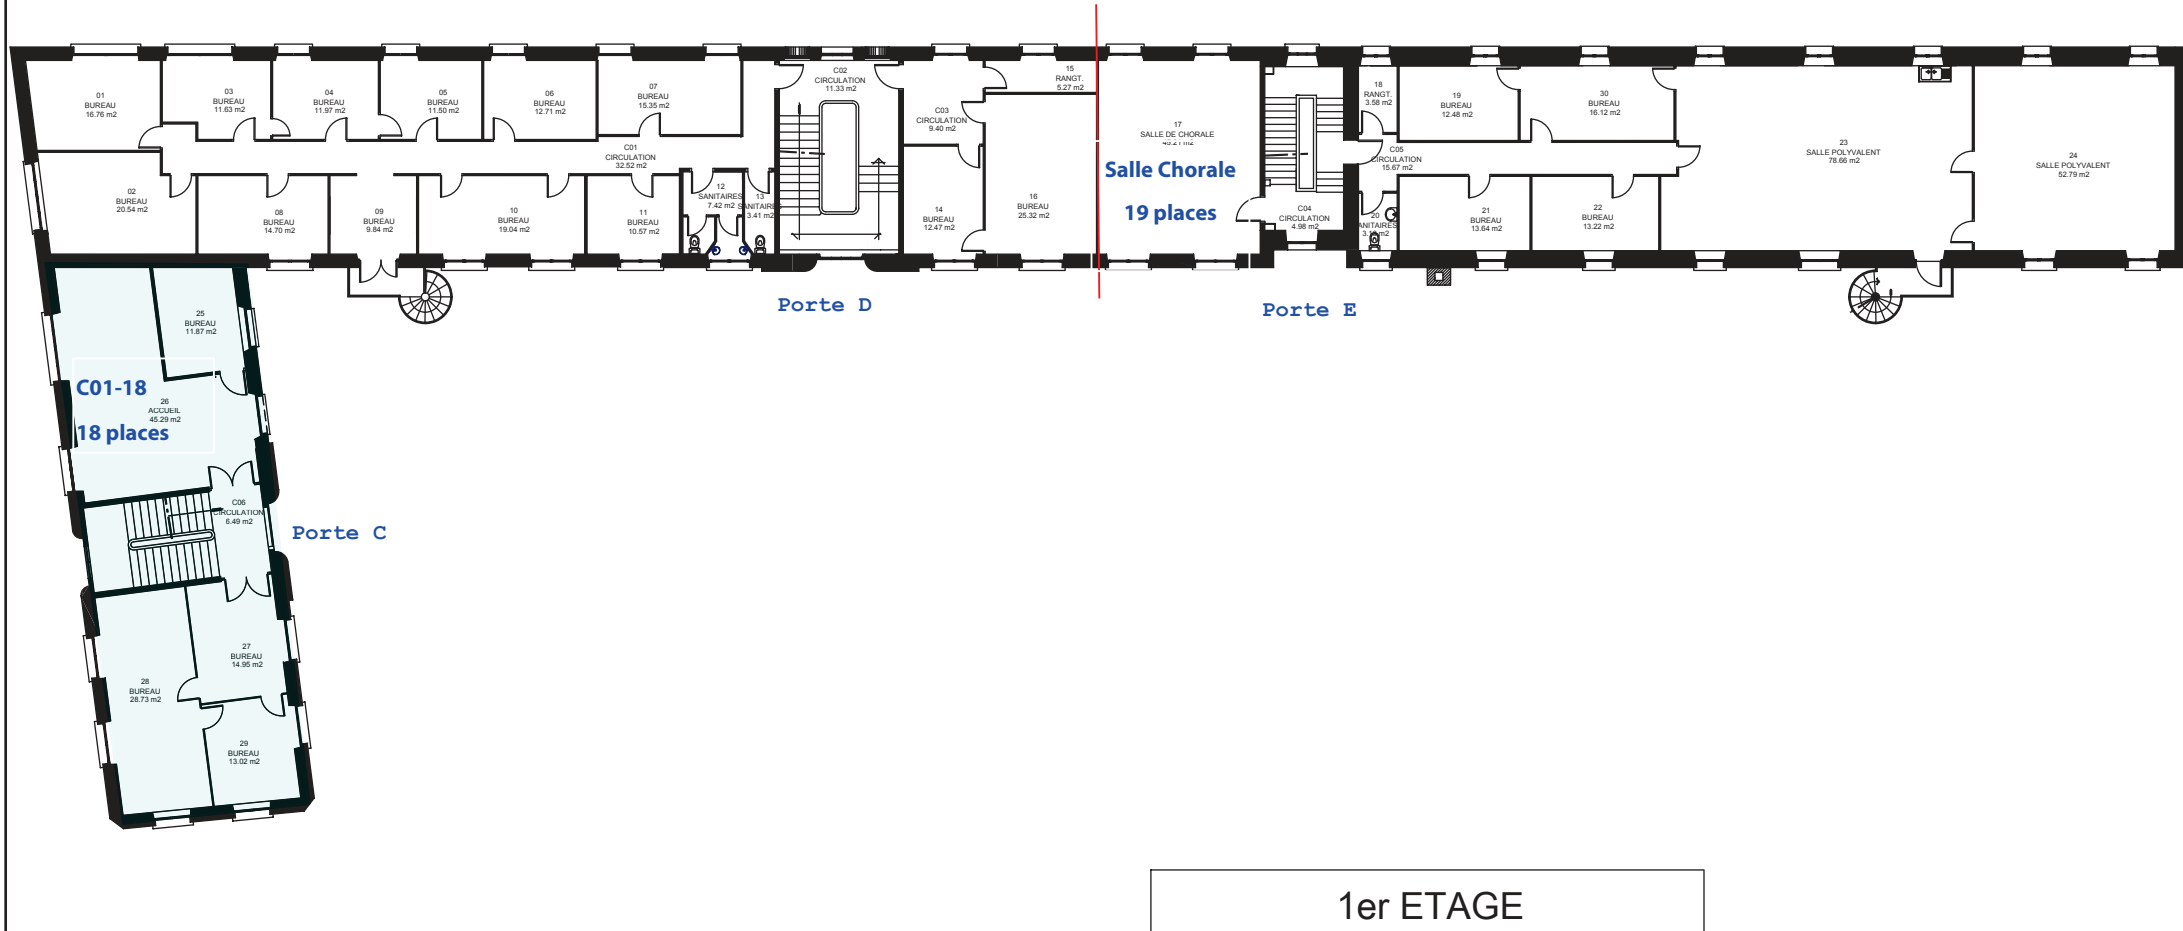 01
BUREAU
16.76 m2
03
BUREAU
11.63 m2
04
BUREAU
11.97 m2
05
BUREAU
11.50 m2
06
BUREAU
12.71 m2
07
BUREAU
15.35 m2
C02
CIRCULATION
11.33 m2
C03
CIRCULATION
9.40 m2
15
RANGT.
5.27 m2
17
SALLE DE CHORALE
Salle Chorale
19 places
18
RANGT.
3.58 m2
19
BUREAU
12.48 m2
30
BUREAU
16.12 m2
23
SALLE POLYVALENT
78.66 m2
24
SALLE POLYVALENT
52.79 m2
C01
CIRCULATION
32.52 m2
C05
CIRCULATION
15.67 m2
02
BUREAU
20.54 m2
08
BUREAU
14.70 m2
09
BUREAU
9.84 m2
10
BUREAU
19.04 m2
11
BUREAU
10.57 m2
12
SANITAIRES
7.42 m2
13
SANITAIRES
3.41 m2
14
BUREAU
12.47 m2
16
BUREAU
25.32 m2
C04
CIRCULATION
4.98 m2
20
21
BUREAU
13.64 m2
22
BUREAU
13.22 m2
Porte D
Porte E
25
BUREAU
11.87 m2
C01-18
18 places
26
ACCUEIL
45.29 m2
C06
CIRCULATION
6.49 m2
Porte C
27
BUREAU
14.95 m2
28
BUREAU
28.73 m2
29
BUREAU
13.02 m2
1er ETAGE